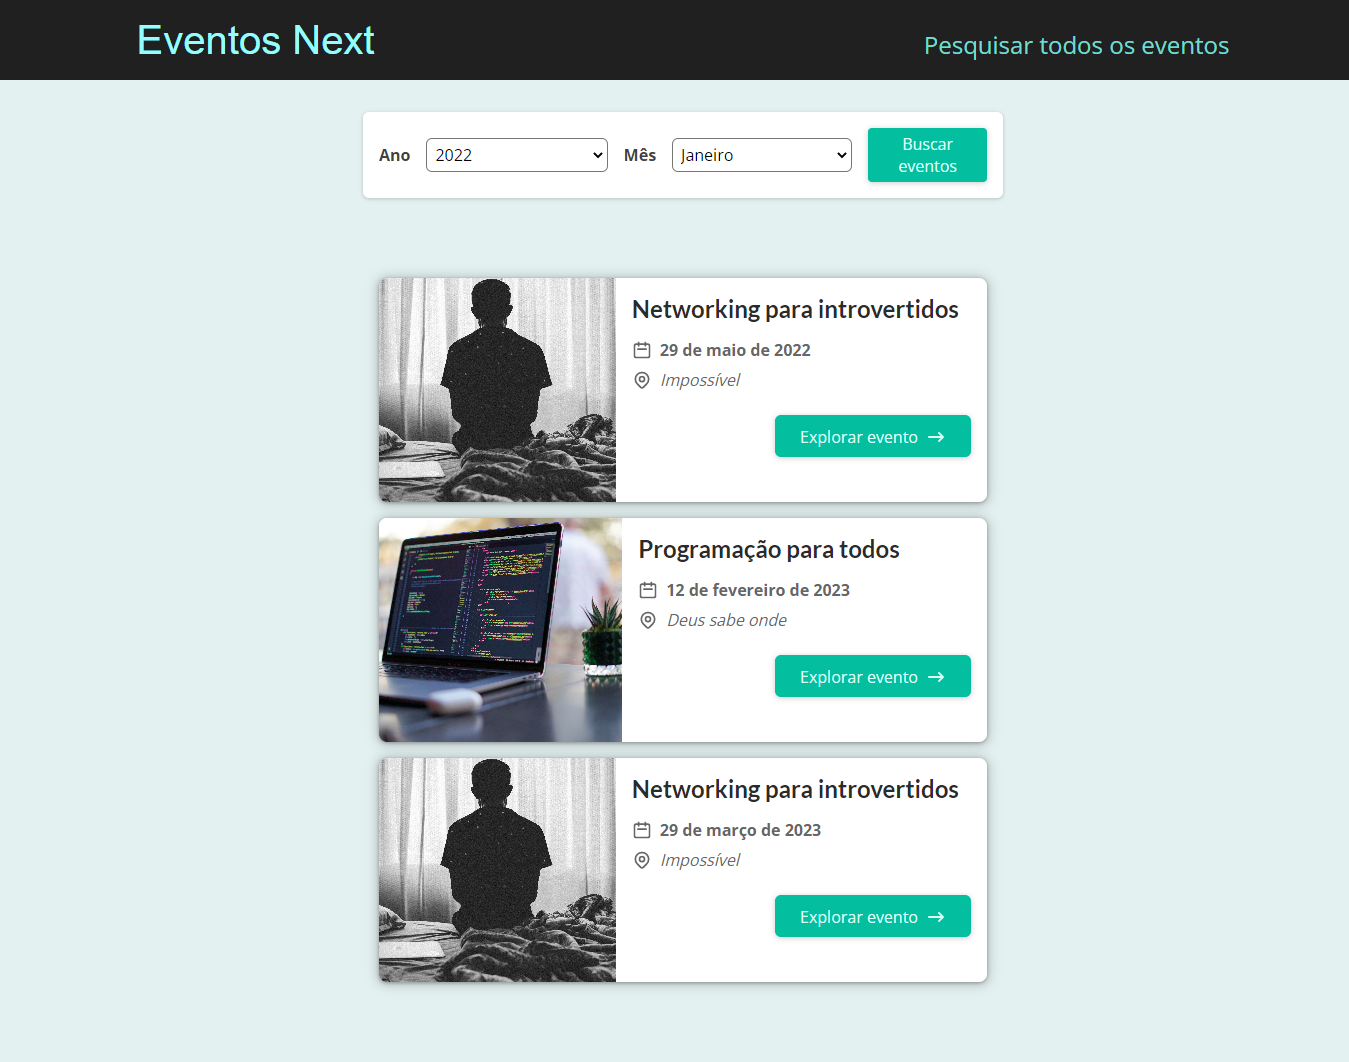 Eventos Next
Pesquisar todos os eventos
Ano
2022
Mês
Janeiro
Buscar
eventos
Networking para introvertidos
29 de maio de 2022
Impossível
Explorar evento
Programação para todos
12 de fevereiro de 2023
Deus sabe onde
Explorar evento
Networking para introvertidos
29 de março de 2023
Impossível
Explorar evento